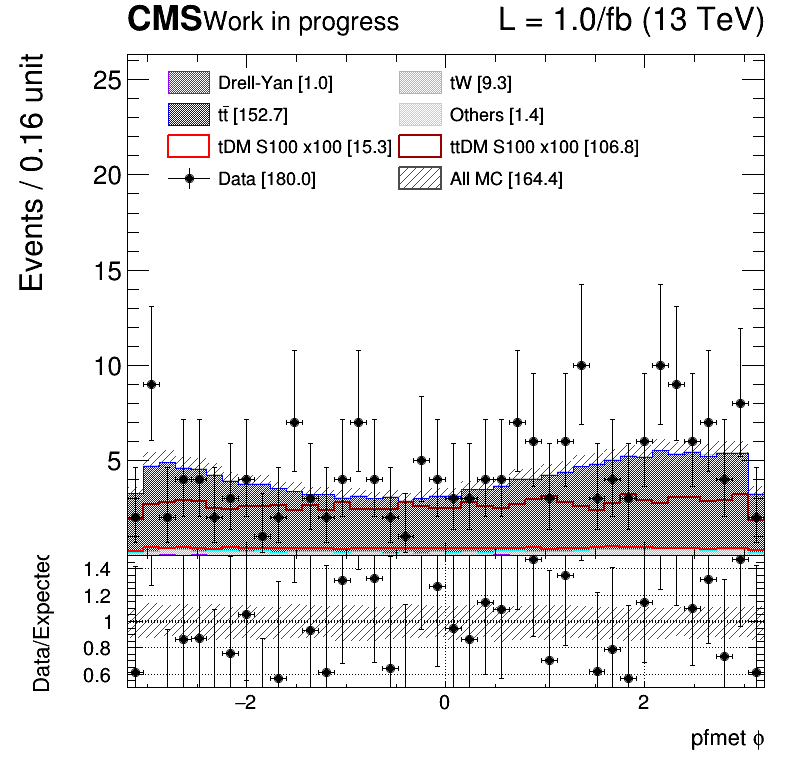 CMS Work in progress L = 1.0/fb (13 TeV)
Events / 0.16 unit
25
20
15
10
5
Drell-Yan [1.0] tW [9.3]
tt̄ [152.7] Others [1.4]
tDM S100 x100 [15.3] ttDM S100 x100 [106.8]
Data [180.0] All MC [164.4]
Data/Expected
1.4
1.2
1
0.8
0.6
−2 0 2
pfmet ϕ